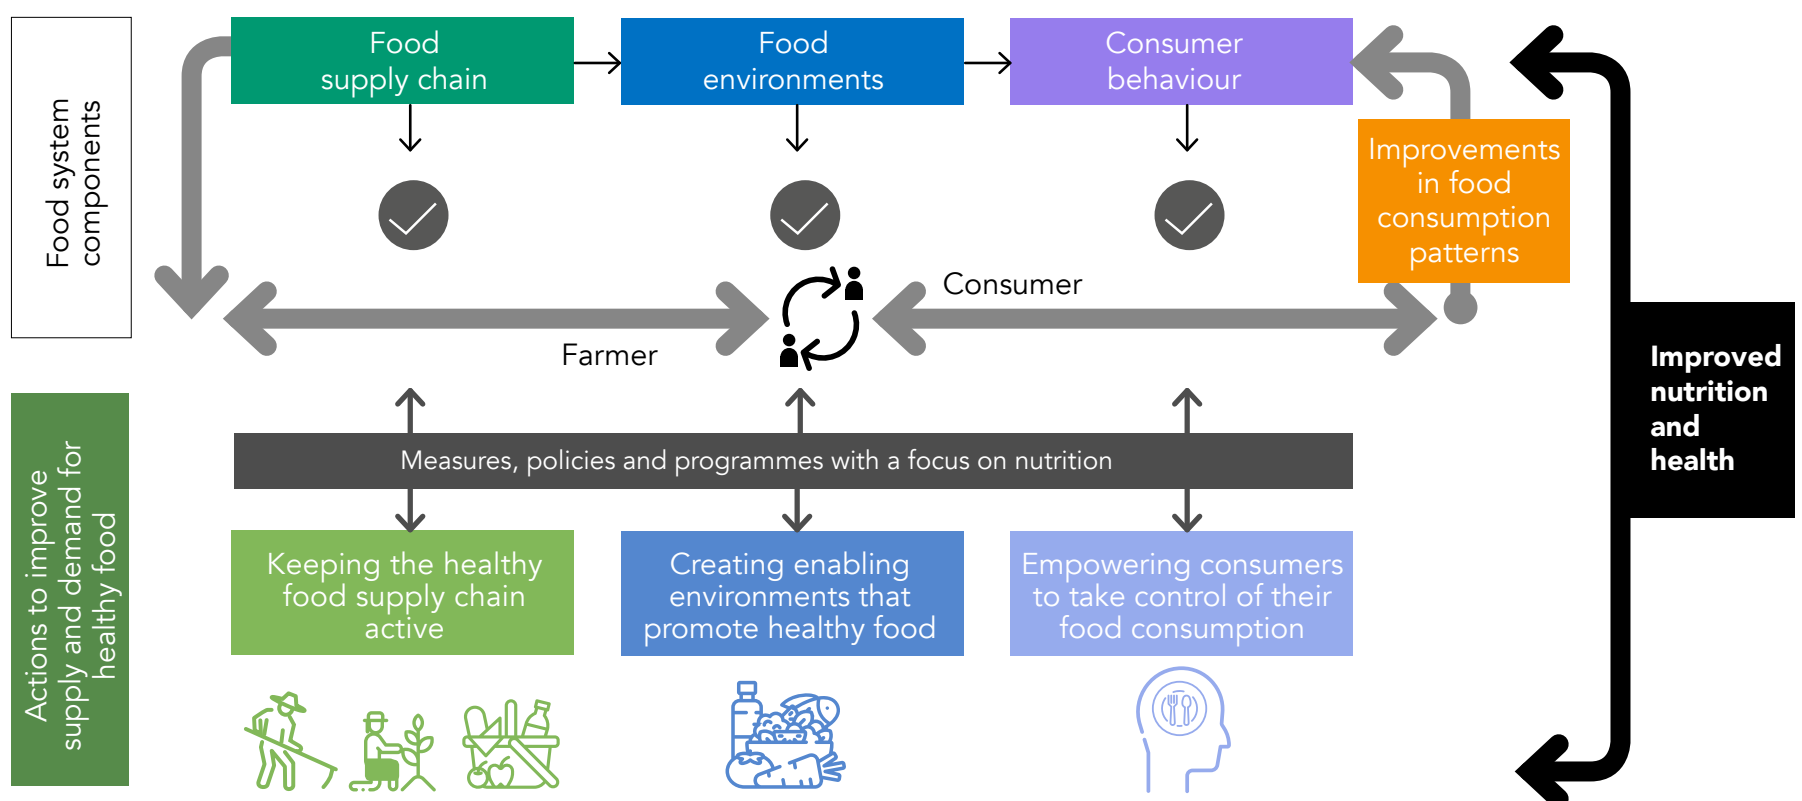 Food system
components
Food
supply chain
Food
environments
Consumer
behaviour
Improvements
in food
consumption
patterns
Consumer
Farmer
Improved
nutrition
and
health
Actions to improve
supply and demand for
healthy food
Measures, policies and programmes with a focus on nutrition
Keeping the healthy
food supply chain
active
Creating enabling
environments that
promote healthy food
Empowering consumers
to take control of their
food consumption